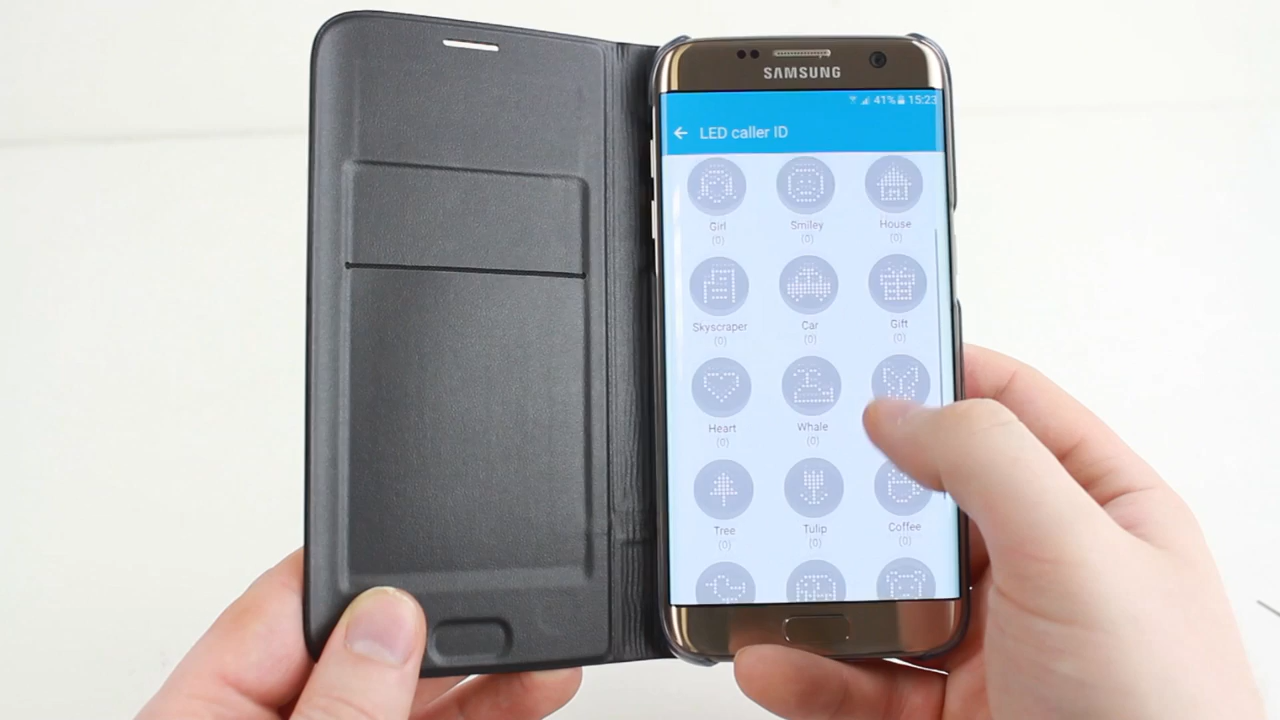 SAMSUNG
41% 15:23
LED caller ID
Girl Smiley House
(0) (0) (0)
Skyscraper Car Gift
(0) (0) (0)
Heart Whale
(0) (0)
Tree Tulip Coffee
(0) (0) (0)